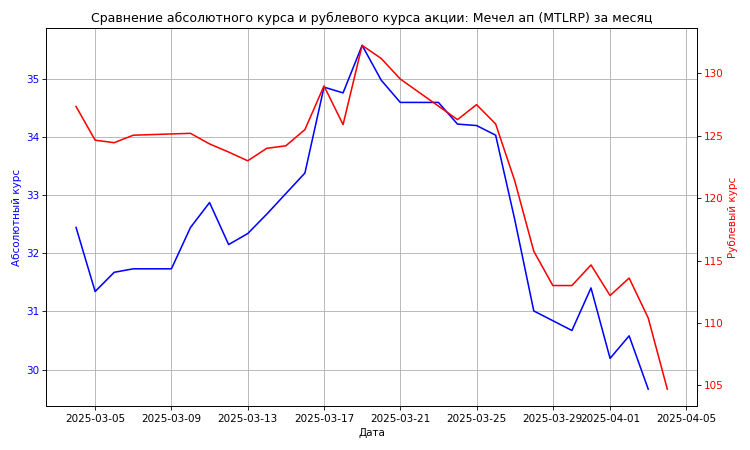 Сравнение абсолютного курса и рублевого курса акции: Мечел ап (MTLRP) за месяц
35
34
33
32
31
30
Абсолютный курс
130
125
120
115
110
105
Рублевый курс
2025-03-05 2025-03-09 2025-03-13 2025-03-17 2025-03-21 2025-03-25 2025-03-29 2025-04-01 2025-04-05
Дата